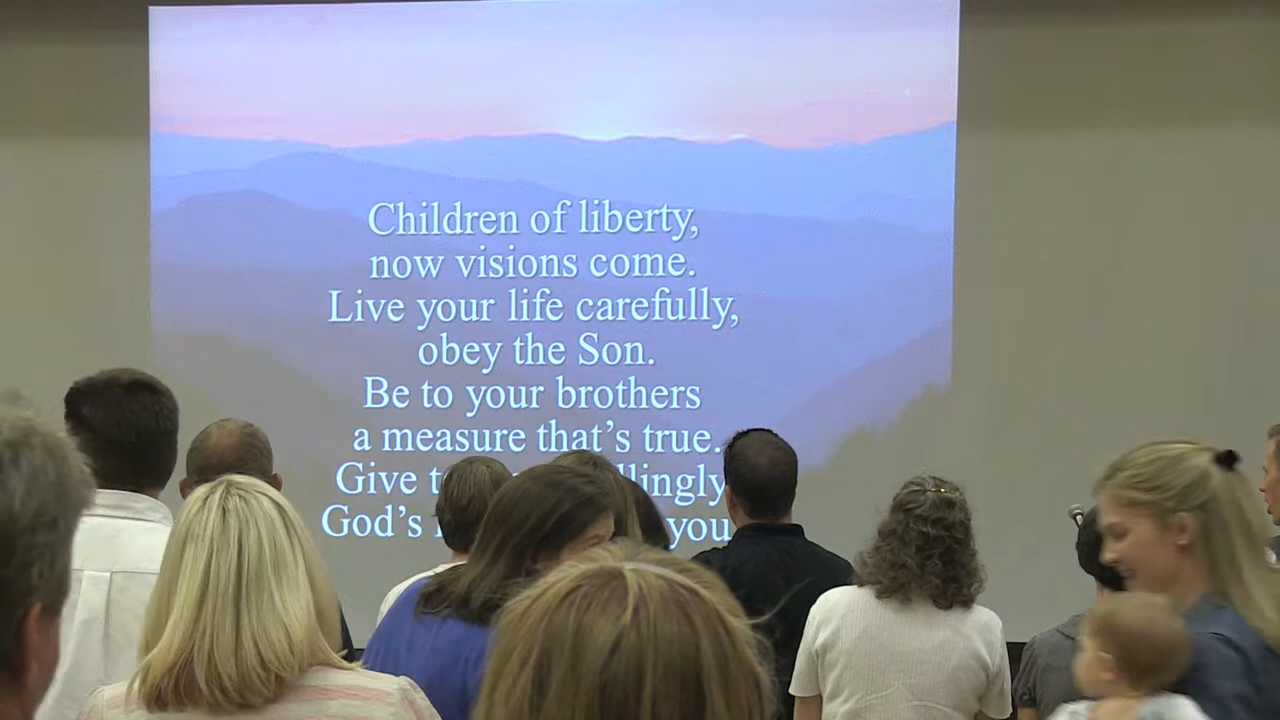 Children of liberty,
now visions come.
Live your life carefully,
obey the Son.
Be to your brothers
a measure that's true.
Give
God's you